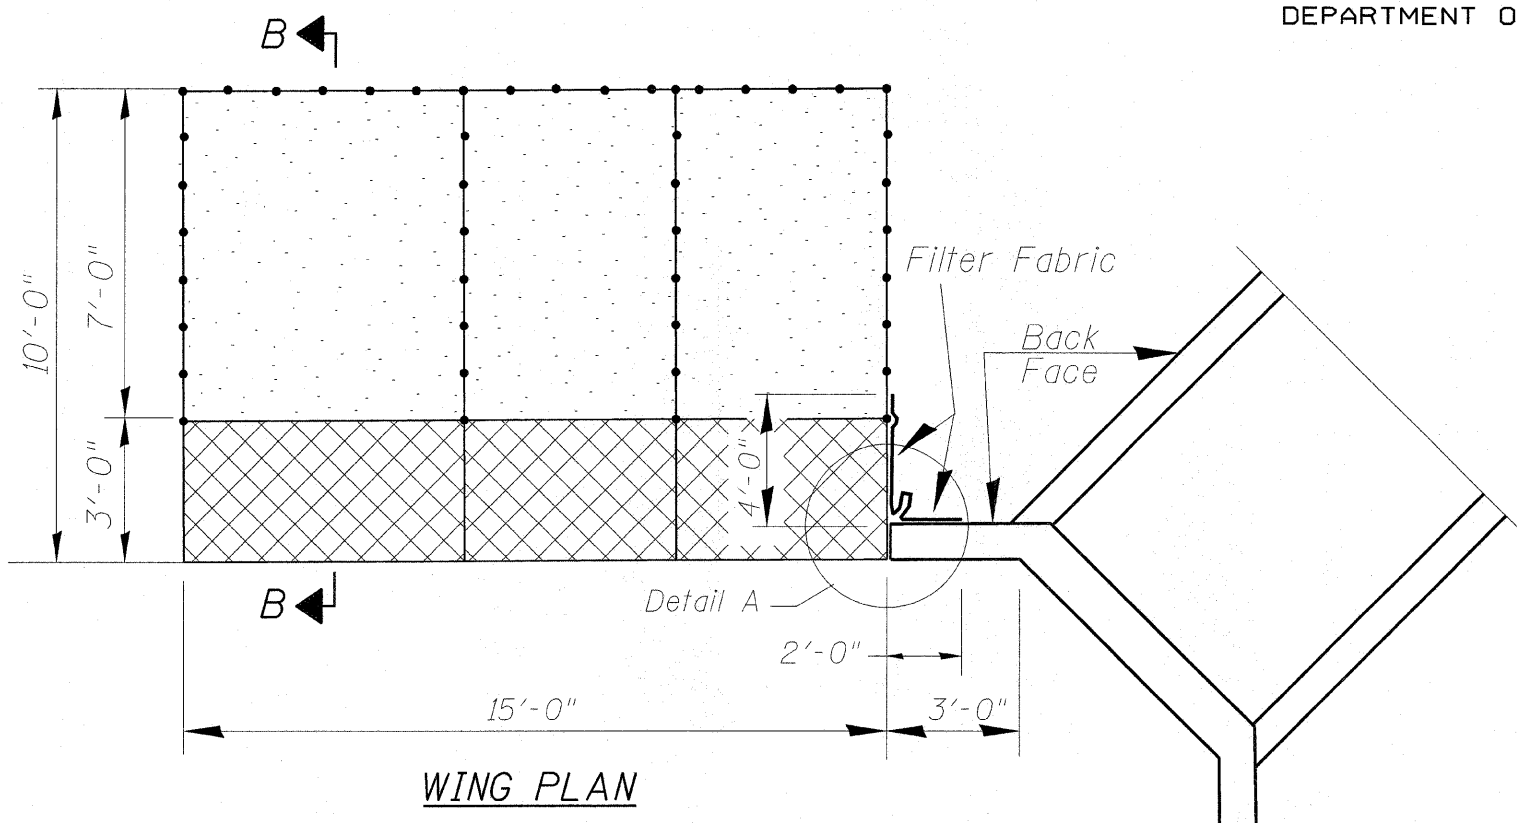 DEPARTMENT O
B
10'-0"
7'-0"
3'-0"
Filter Fabric
Back
Face
4'-0"
B
Detail A
2'-0"
15'-0"
3'-0"
WING PLAN